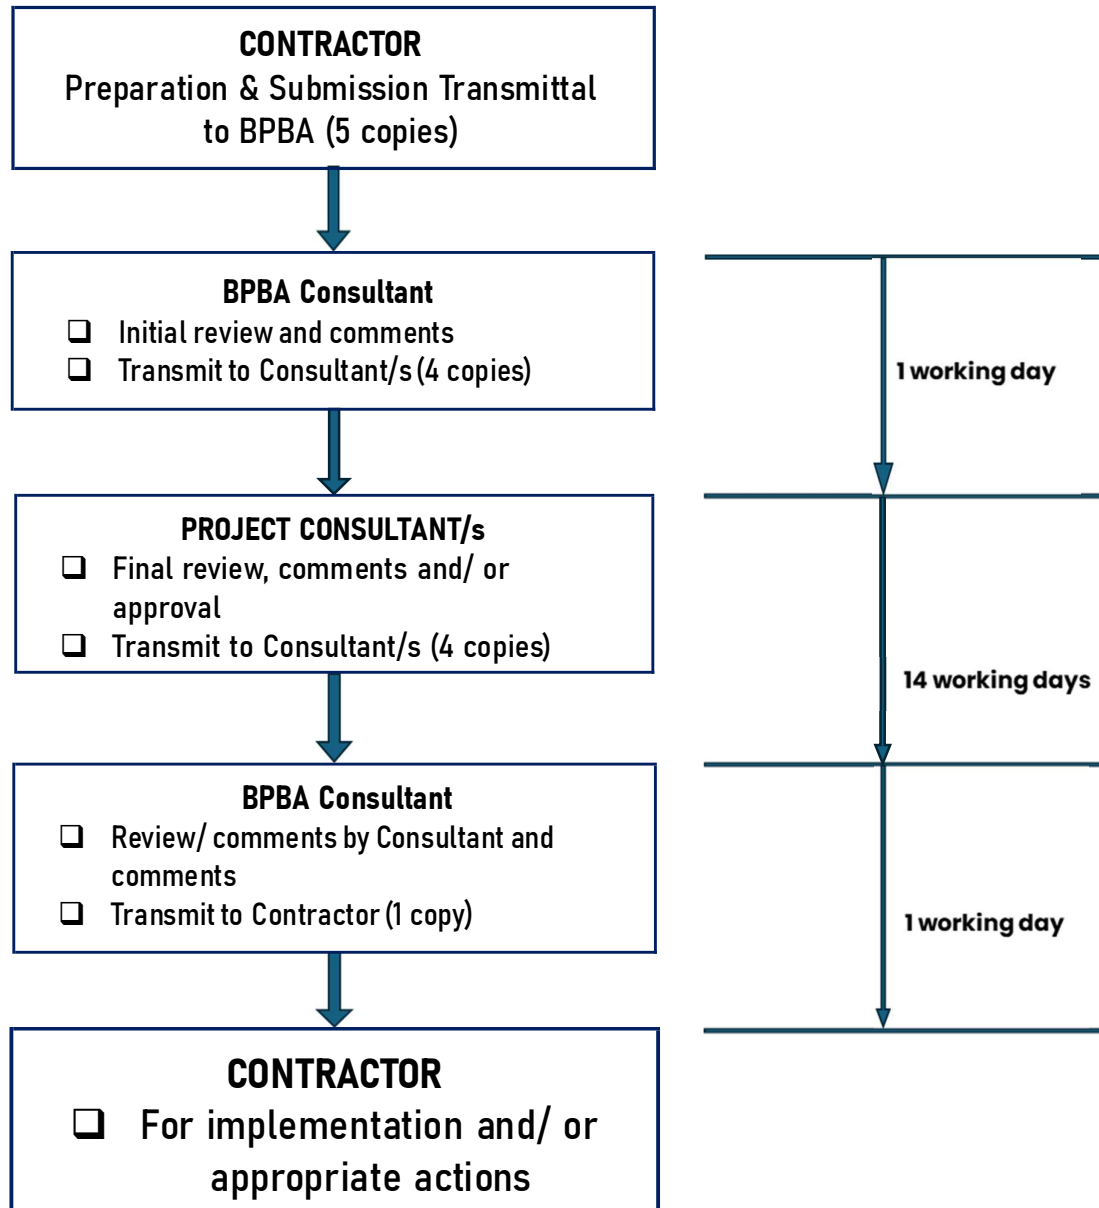 CONTRACTOR
Preparation & Submission Transmittal
to BPBA (5 copies)
BPBA Consultant
❑ Initial review and comments
❑ Transmit to Consultant/s (4 copies)
1 working day
PROJECT CONSULTANT/s
❑ Final review, comments and/ or
approval
❑ Transmit to Consultant/s (4 copies)
14 working days
BPBA Consultant
❑ Review/ comments by Consultant and
comments
❑ Transmit to Contractor (1 copy)
1 working day
CONTRACTOR
❑ For implementation and/ or
appropriate actions